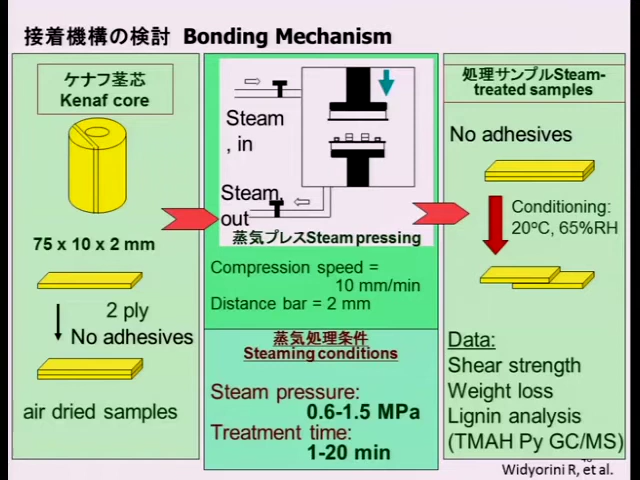 接着機構の検討 Bonding Mechanism
ケナフ茎芯
Kenaf core
75 x 10 x 2 mm
2 ply
No adhesives
air dried samples
Steam
, in
Steam,
out
蒸気プレスSteam pressing
Compression speed =
10 mm/min
Distance bar = 2 mm
蒸気処理条件
Steaming conditions
Steam pressure:
0.6-1.5 MPa
Treatment time:
1-20 min
処理サンプルSteam-
treated samples
No adhesives
Conditioning:
20°C, 65%RH
Data:
Shear strength
Weight loss
Lignin analysis
(TMAH Py GC/MS)
Widyorini R, et al.